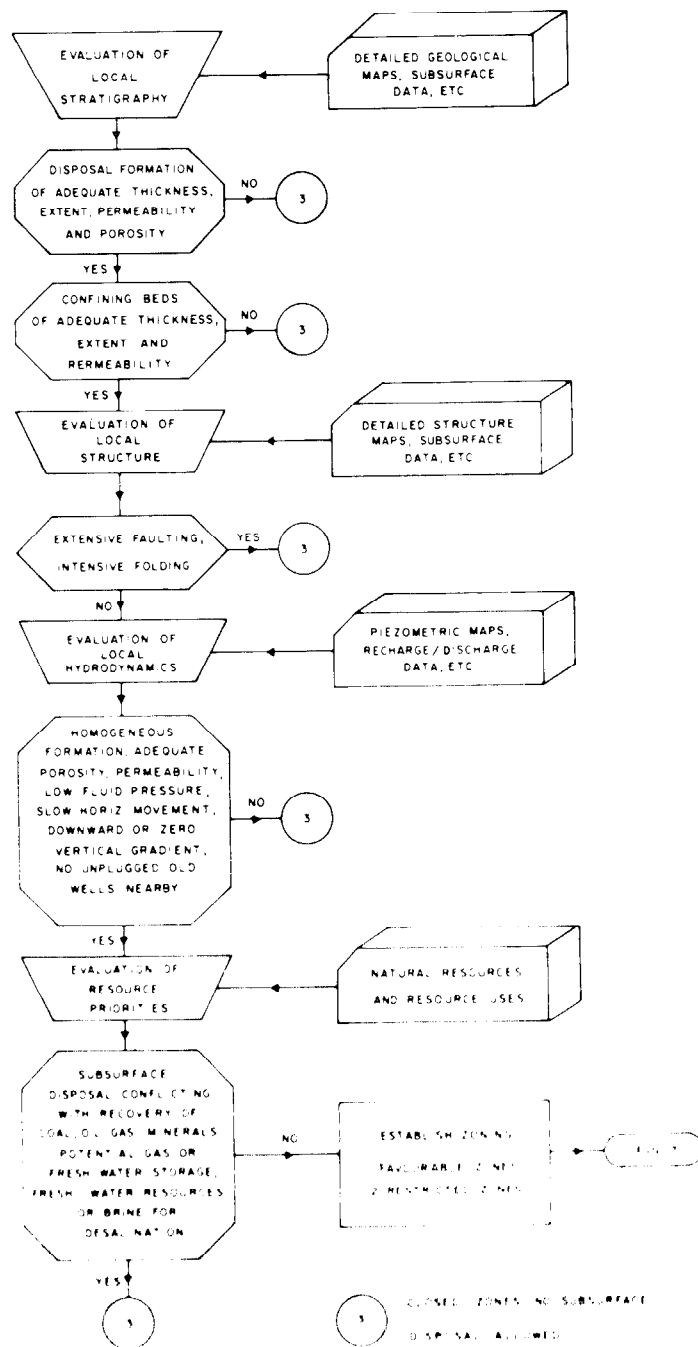 EVALUATION OF
LOCAL
STRATIGRAPHY
DETAILED GEOLOGICAL
MAPS, SUBSURFACE
DATA, ETC
DISPOSAL FORMATION
OF ADEQUATE THICKNESS,
EXTENT, PERMEABILITY
AND POROSITY
NO
3
YES
CONFINING BEDS
OF ADEQUATE THICKNESS,
EXTENT AND
RERMEABILITY
NO
3
YES
EVALUATION OF
LOCAL
STRUCTURE
DETAILED STRUCTURE
MAPS, SUBSURFACE
DATA, ETC
EXTENSIVE FAULTING,
INTENSIVE FOLDING
YES
3
NO
EVALUATION OF
LOCAL
HYDRODYNAMICS
PIEZOMETRIC MAPS,
RECHARGE/DISCHARGE
DATA, ETC
HOMOGENEOUS
FORMATION, ADEQUATE
POROSITY, PERMEABILITY,
LOW FLUID PRESSURE,
SLOW HORIZ MOVEMENT,
DOWNWARD OR ZERO
VERTICAL GRADIENT,
NO UNPLUGGED OLD
WELLS NEARBY
NO
3
YES
EVALUATION OF
RESOURCE
PRIORITIES
NATURAL RESOURCES
AND RESOURCE USES
SUBSURFACE
DISPOSAL CONFLICTING
WITH RECOVERY OF
COAL, OIL GAS MINERALS
POTENTIAL GAS OR
FRESH WATER STORAGE,
FRESH WATER RESOURCES
OR BRINE FOR
DESALINATION
NO
ESTABLISH ZONING
FAVOURABLE ZONES
2 RESTRICTED ZONES
YES
3
3
CLOSED ZONES NO SUBSURFACE
DISPOSAL ALLOWED